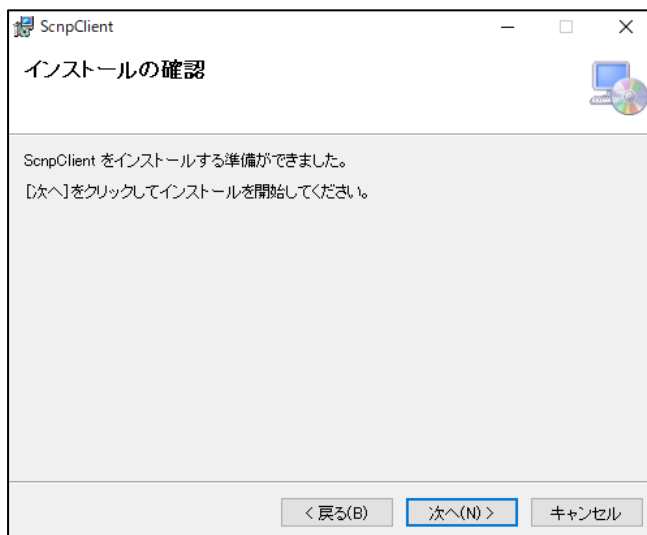 ScnpClient
インストールの確認
ScnpClient をインストールする準備ができました。
[次へ]をクリックしてインストールを開始してください。
< 戻る(B)
次へ(N) >
キャンセル